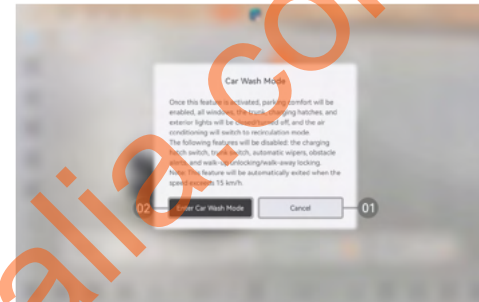 Car Wash Mode
Once this feature is activated, parking comfort will be
enabled, all windows, the trunk, charging hatches, and
exterior lights will be closed/turned off, and the air
conditioning will switch to recirculation mode.
The following features will be disabled: the charging
hatch switch, trunk switch, automatic wipers, obstacle
alerts, and walk-up unlocking/walk-away locking.
Note: This feature will be automatically exited when the
speed exceeds 15 km/h.
02 Enter Car Wash Mode Cancel 01
alia.co